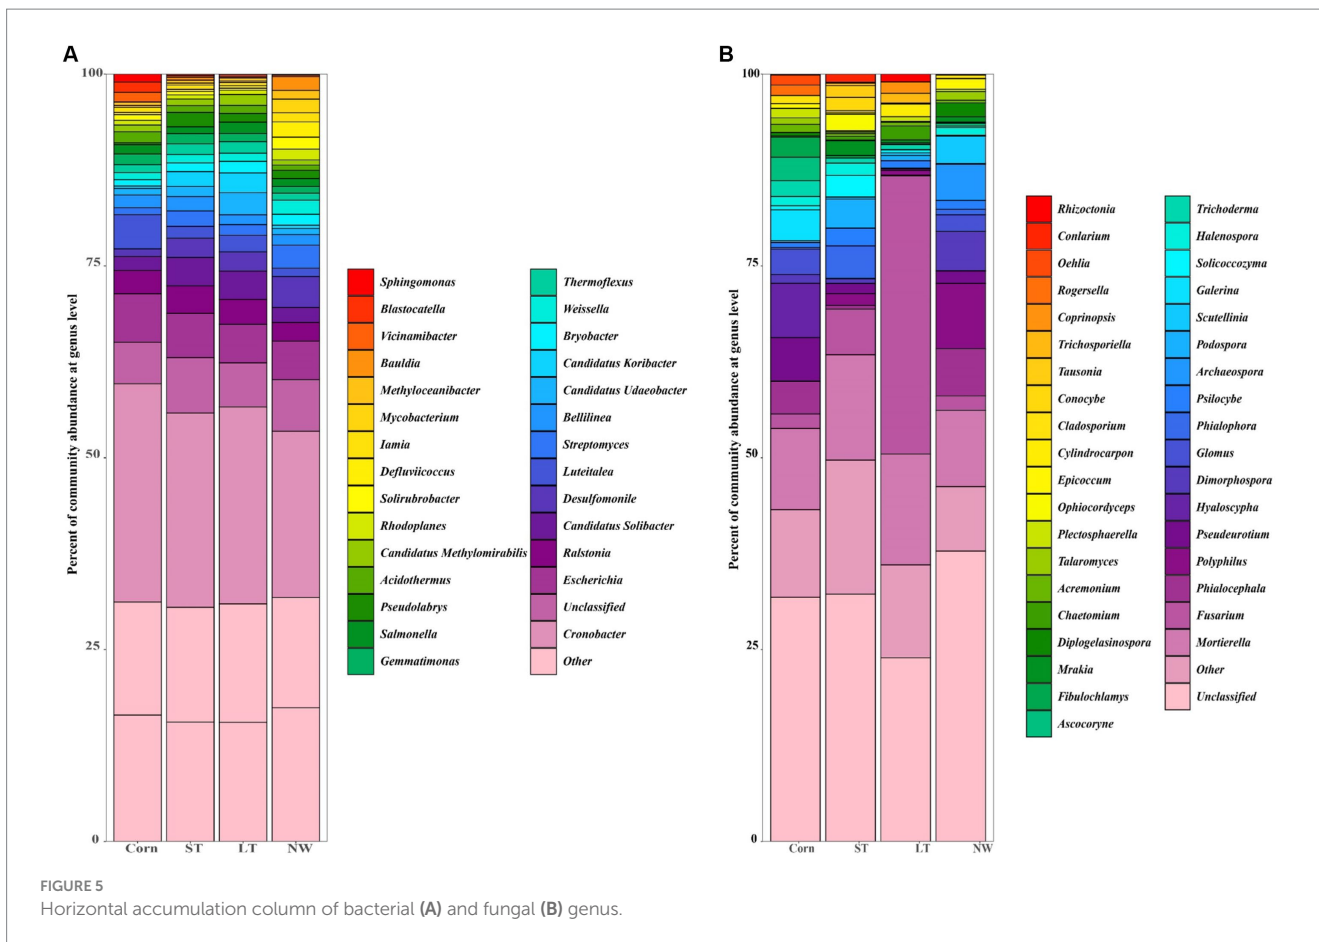 A
Percent of community abundance at genus level
100
75
50
25
0
Corn
ST
LT
NW
Sphingomonas
Blastocatella
Vicinamibacter
Bauldia
Methyloceanibacter
Mycobacterium
Iamia
Defluviicoccus
Solirubrobacter
Rhodoplanes
Candidatus Methylomirabilis
Acidothermus
Pseudolabrys
Salmonella
Gemmatimonas
Thermoflexus
Weissella
Bryobacter
Candidatus Koribacter
Candidatus Udaeobacter
Bellilinea
Streptomyces
Luteitalea
Desulfomonile
Candidatus Solibacter
Ralstonia
Escherichia
Unclassified
Cronobacter
Other
B
Percent of community abundance at genus level
100
75
50
25
0
Corn
ST
LT
NW
Rhizoctonia
Conlarium
Oehlia
Rogersella
Coprinopsis
Trichosporiella
Tausonia
Conocybe
Cladosporium
Cylindrocarpon
Epicoccum
Ophiocordyceps
Plectosphaerella
Talaromyces
Acremonium
Chaetomium
Diplogelasinospora
Mrakia
Fibulochlamys
Ascocoryne
Trichoderma
Halenospora
Solicoccozyma
Galerina
Scutellinia
Podospora
Archaeospora
Psilocybe
Phialophora
Glomus
Dimorphospora
Hyaloscypha
Pseudeurotium
Polyphilus
Phialocephala
Fusarium
Mortierella
Other
Unclassified
FIGURE 5
Horizontal accumulation column of bacterial (A) and fungal (B) genus.